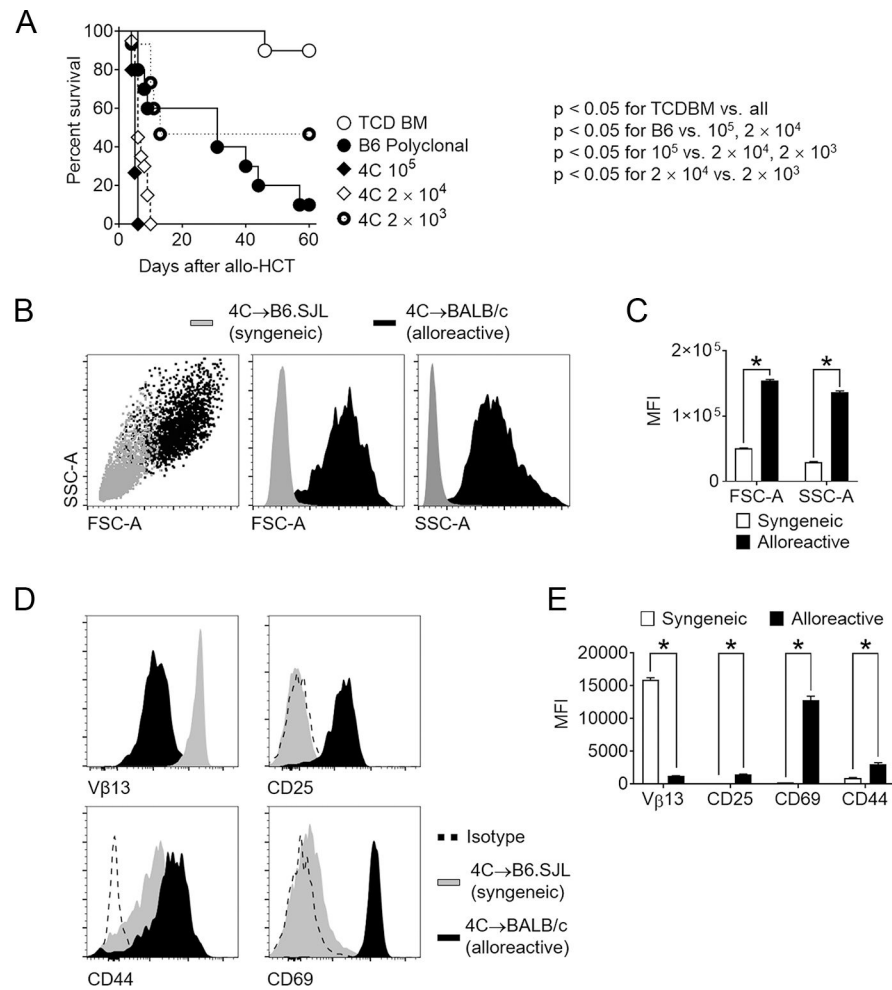 A
Percent survival
100
80
60
40
20
0
0 20 40 60
Days after allo-HCT
TCD BM
B6 Polyclonal
4C 10⁵
4C 2 × 10⁴
4C 2 × 10³
p < 0.05 for TCDBM vs. all
p < 0.05 for B6 vs. 10⁵, 2 × 10⁴
p < 0.05 for 10⁵ vs. 2 × 10⁴, 2 × 10³
p < 0.05 for 2 × 10⁴ vs. 2 × 10³
B
4C→B6.SJL
(syngeneic)
4C→BALB/c
(alloreactive)
SSC-A
FSC-A
FSC-A
SSC-A
C
MFI
2×10⁵
1×10⁵
0
* *
FSC-A SSC-A
Syngeneic
Alloreactive
D
Vβ13
CD25
CD44
CD69
Isotype
4C→B6.SJL
(syngeneic)
4C→BALB/c
(alloreactive)
E
Syngeneic Alloreactive
MFI
20000
15000
10000
5000
0
* * * *
Vβ13 CD25 CD69 CD44